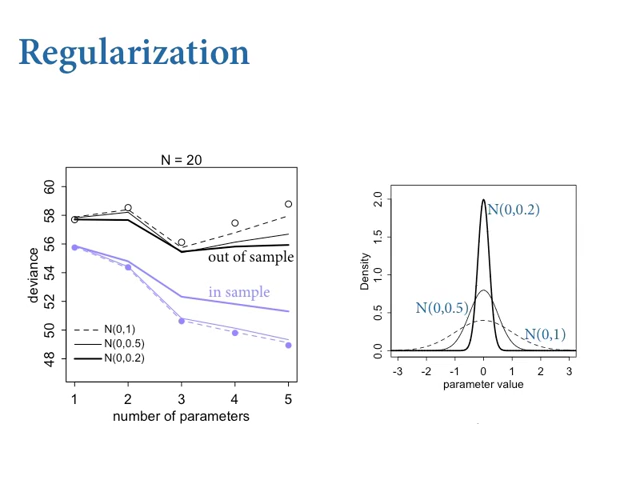 Regularization
N = 20
deviance
60
58
56
54
52
50
48
out of sample
in sample
N(0,1)
N(0,0.5)
N(0,0.2)
1 2 3 4 5
number of parameters
Density
2.0
1.5
1.0
0.5
0.0
N(0,0.2)
N(0,0.5)
N(0,1)
-3 -2 -1 0 1 2 3
parameter value